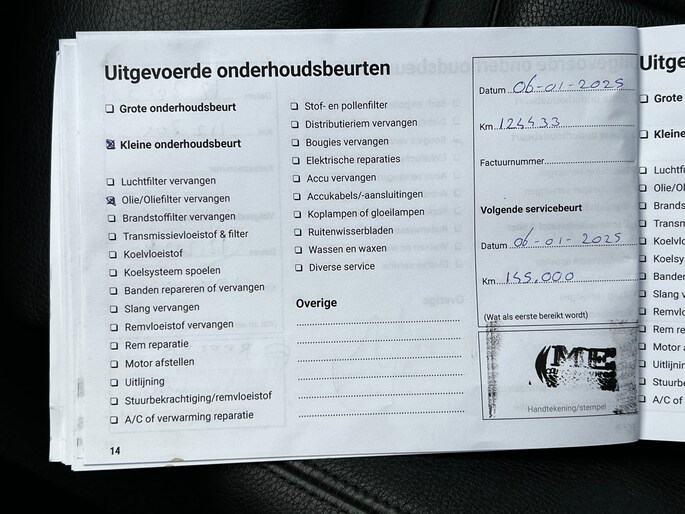 Uitgevoerde onderhoudsbeurten
Grote onderhoudsbeurt
Kleine onderhoudsbeurt
Luchtfilter vervangen
Olie/Oliefilter vervangen
Brandstoffilter vervangen
Transmissievloeistof & filter
Koelvloeistof
Koelsysteem spoelen
Banden repareren of vervangen
Slang vervangen
Remvloeistof vervangen
Rem reparatie
Motor afstellen
Uitlijning
Stuurbekrachtiging/remvloeistof
A/C of verwarming reparatie
14
Stof- en pollenfilter
Distributieriem vervangen
Bougies vervangen
Elektrische reparaties
Accu vervangen
Accukabels/-aansluitingen
Koplampen of gloeilampen
Ruitenwisserbladen
Wassen en waxen
Diverse service
Overige
Datum 06-01-2025
Km 124433
Factuurnummer
Volgende servicebeurt
Datum 06-01-2025
Km 155.000
(Wat als eerste bereikt wordt)
ME
Handtekening/stempel
Uitge
Grote
Kleine
Luchtf
Olie/Ol
Brands
Transm
Koelvlo
Koelsy
Banden
Slang v
Remvlo
Rem re
Motor
Uitlijnin
Stuurb
A/C of